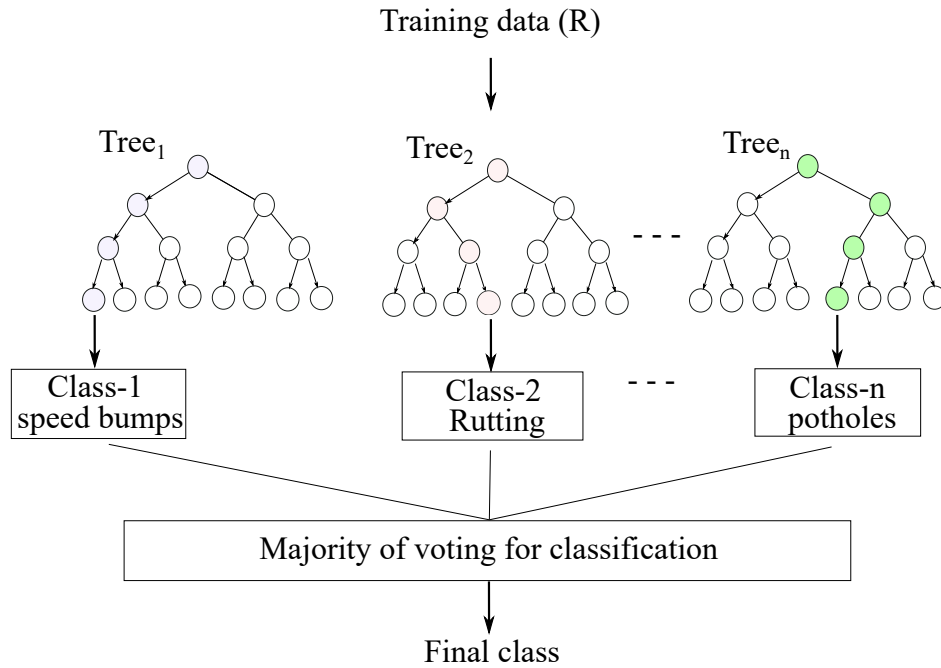 Training data (R)
Tree1
Tree2
Treen
- - -
Class-1
speed bumps
Class-2
Rutting
- - -
Class-n
potholes
Majority of voting for classification
Final class